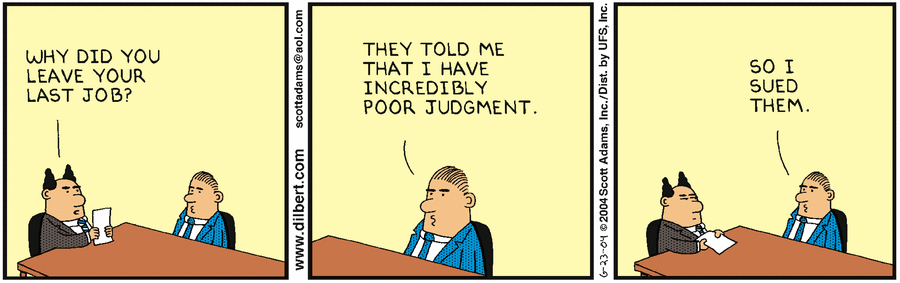 WHY DID YOU
LEAVE YOUR
LAST JOB?
www.dilbert.com scottadams@aol.com
THEY TOLD ME
THAT I HAVE
INCREDIBLY
POOR JUDGMENT.
6-23-04 © 2004 Scott Adams, Inc./Dist. by UFS, Inc.
SO I
SUED
THEM.